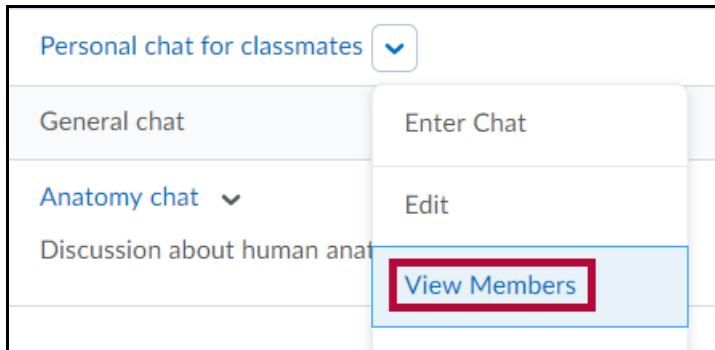 Personal chat for classmates
General chat
Enter Chat
Anatomy chat
Edit
Discussion about human anat
View Members